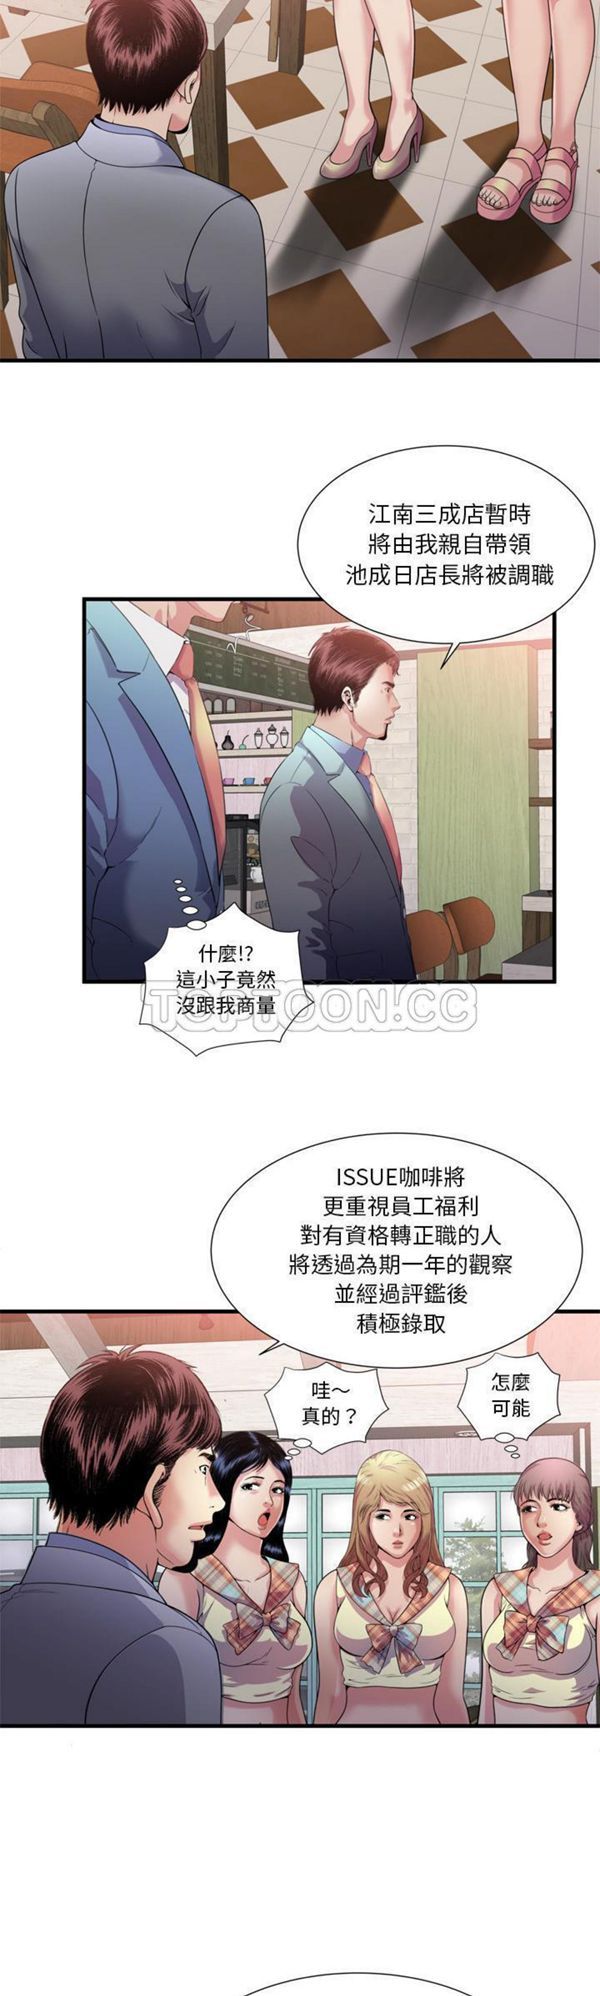 江南三成店暫時
將由我親自帶領
池成日店長將被調職
什麼!?
這小子竟然
沒跟我商量
TOPTOON.CC
ISSUE咖啡將
更重視員工福利
對有資格轉正職的人
將透過為期一年的觀察
並經過評鑑後
積極錄取
哇～
真的？
怎麼
可能